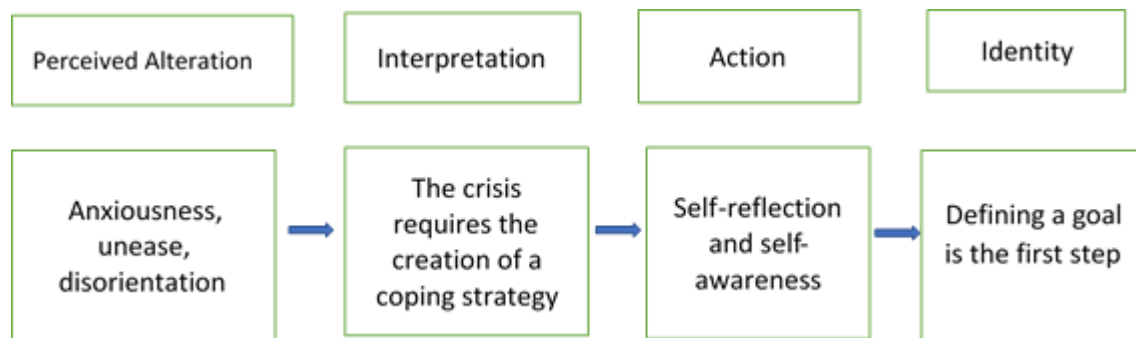 Perceived Alteration
Interpretation
Action
Identity
Anxiousness,
unease,
disorientation
The crisis
requires the
creation of a
coping strategy
Self-reflection
and self-
awareness
Defining a goal
is the first step